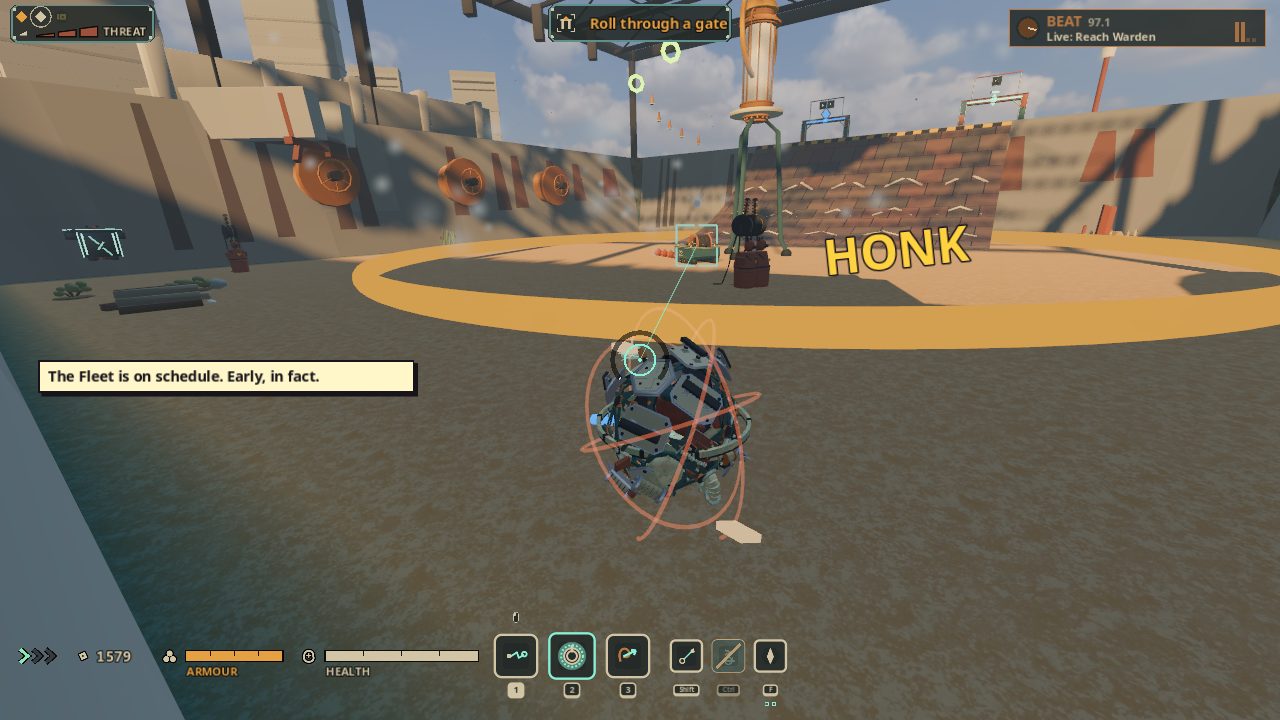 THREAT
Roll through a gate
BEAT 97.1
Live: Reach Warden
HONK
The Fleet is on schedule. Early, in fact.
1579
ARMOUR
HEALTH
1
2
3
Shift
Ctrl
F